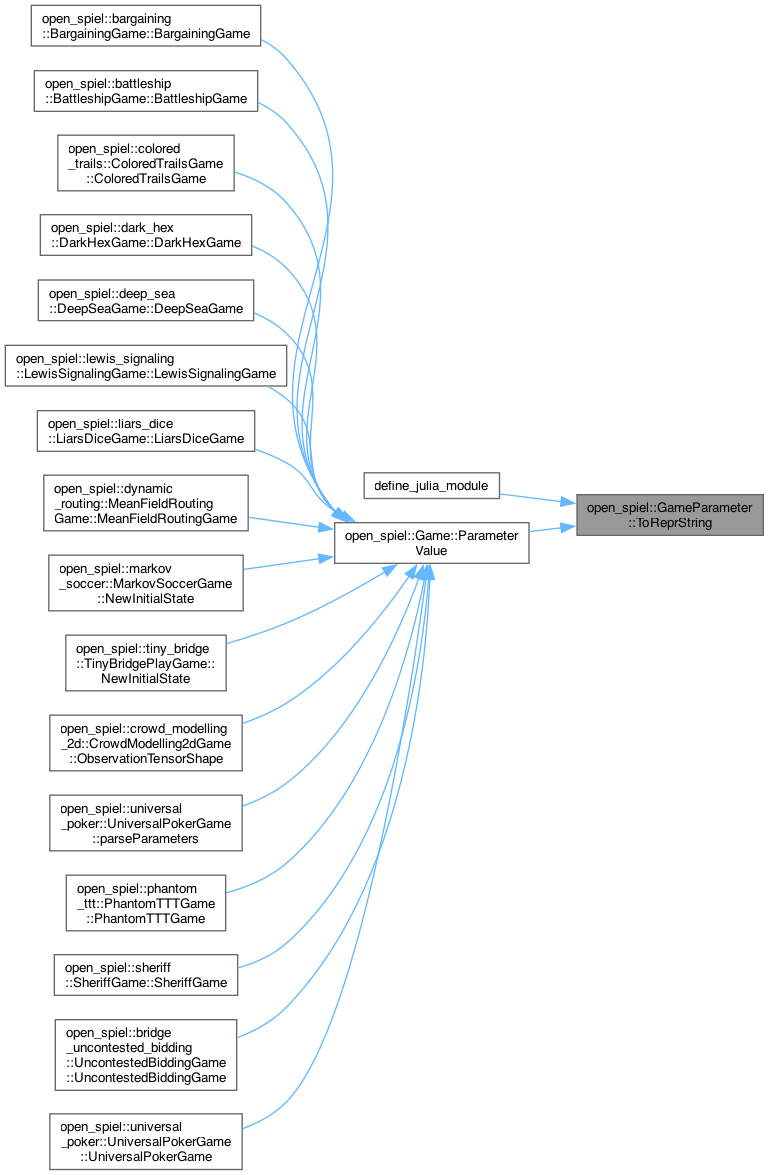 open_spiel::bargaining
::BargainingGame::BargainingGame
open_spiel::battleship
::BattleshipGame::BattleshipGame
open_spiel::colored
_trails::ColoredTrailsGame
::ColoredTrailsGame
open_spiel::dark_hex
::DarkHexGame::DarkHexGame
open_spiel::deep_sea
::DeepSeaGame::DeepSeaGame
open_spiel::lewis_signaling
::LewisSignalingGame::LewisSignalingGame
open_spiel::liars_dice
::LiarsDiceGame::LiarsDiceGame
open_spiel::dynamic
_routing::MeanFieldRouting
Game::MeanFieldRoutingGame
open_spiel::markov
_soccer::MarkovSoccerGame
::NewInitialState
open_spiel::tiny_bridge
::TinyBridgePlayGame::
NewInitialState
open_spiel::crowd_modelling
_2d::CrowdModelling2dGame
::ObservationTensorShape
open_spiel::universal
_poker::UniversalPokerGame
::parseParameters
open_spiel::phantom
_ttt::PhantomTTTGame
::PhantomTTTGame
open_spiel::sheriff
::SheriffGame::SheriffGame
open_spiel::bridge
_uncontested_bidding
::UncontestedBiddingGame
::UncontestedBiddingGame
open_spiel::universal
_poker::UniversalPokerGame
::UniversalPokerGame
define_julia_module
open_spiel::Game::Parameter
Value
open_spiel::GameParameter
::ToReprString